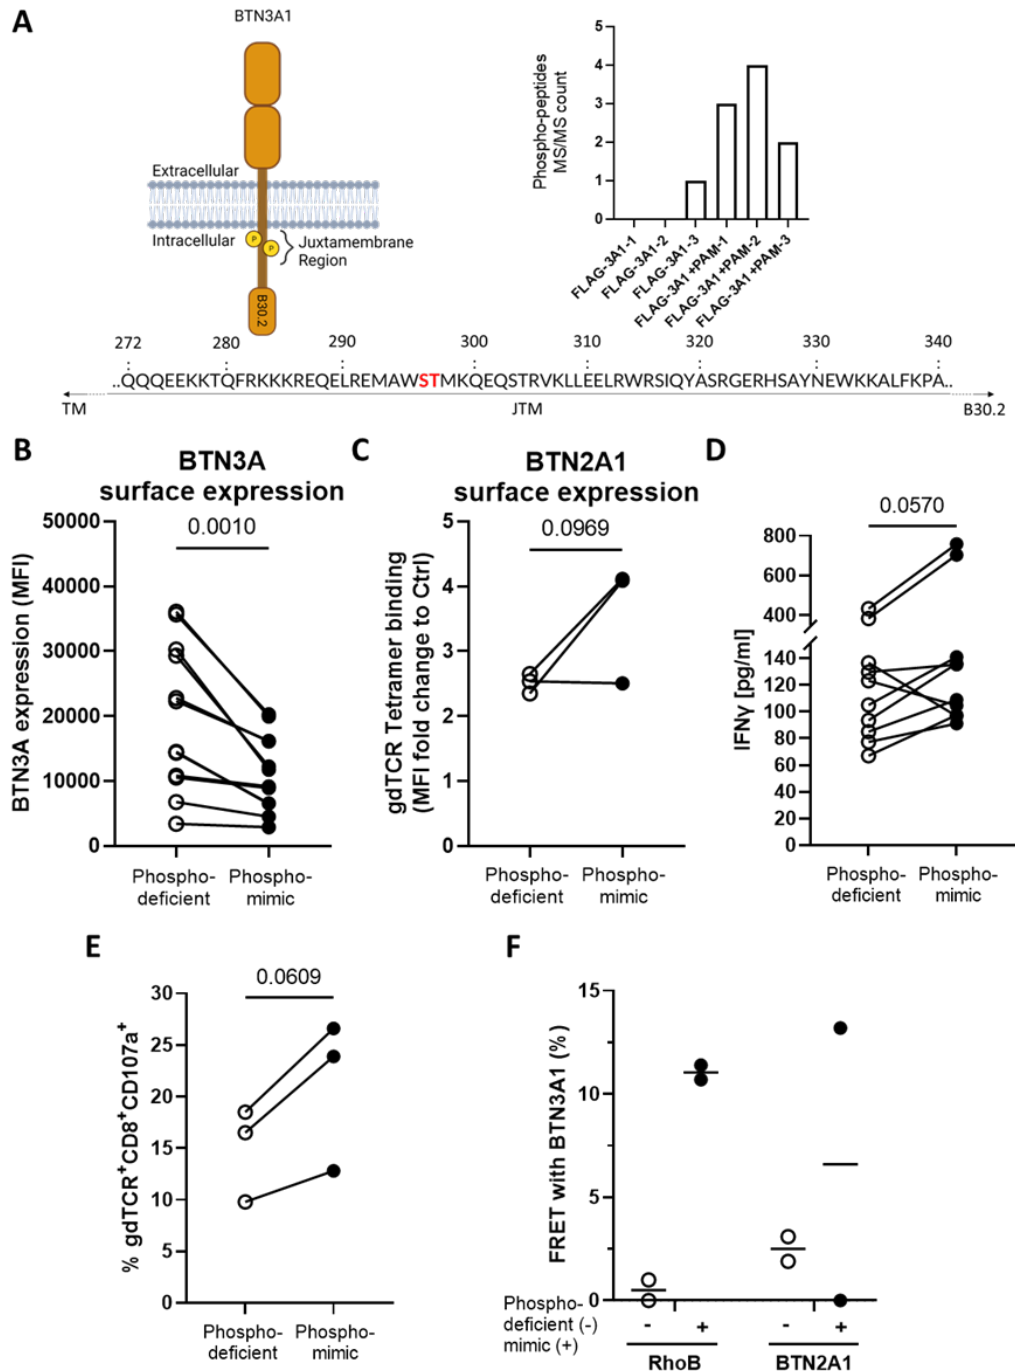 A
BTN3A1
Extracellular
Intracellular
P
P
Juxtamembrane
Region
B30.2
Phospho-peptides
MS/MS count
5
4
3
2
1
0
FLAG-3A1-1
FLAG-3A1-2
FLAG-3A1-3
FLAG-3A1 +PAM-1
FLAG-3A1 +PAM-2
FLAG-3A1 +PAM-3
272 280 290 300 310 320 330 340
..QQQEEKKTQFRKKKREQELREMAWSTMKQEQSTRVKLLEELRWRSIQYASRGERHSAYNEWKKALFKPA..
TM JTM B30.2
B
BTN3A
surface expression
0.0010
BTN3A expression (MFI)
50000
40000
30000
20000
10000
0
Phospho-
deficient
Phospho-
mimic
C
BTN2A1
surface expression
0.0969
gdTCR Tetramer binding
(MFI fold change to Ctrl)
5
4
3
2
1
0
Phospho-
deficient
Phospho-
mimic
D
0.0570
IFNγ [pg/ml]
800
600
400
140
120
100
80
60
40
20
0
Phospho-
deficient
Phospho-
mimic
E
0.0609
% gdTCR⁺CD8⁺CD107a⁺
30
25
20
15
10
5
0
Phospho-
deficient
Phospho-
mimic
F
FRET with BTN3A1 (%)
15
10
5
0
Phospho-
deficient (-)
mimic (+)
- + - +
RhoB BTN2A1